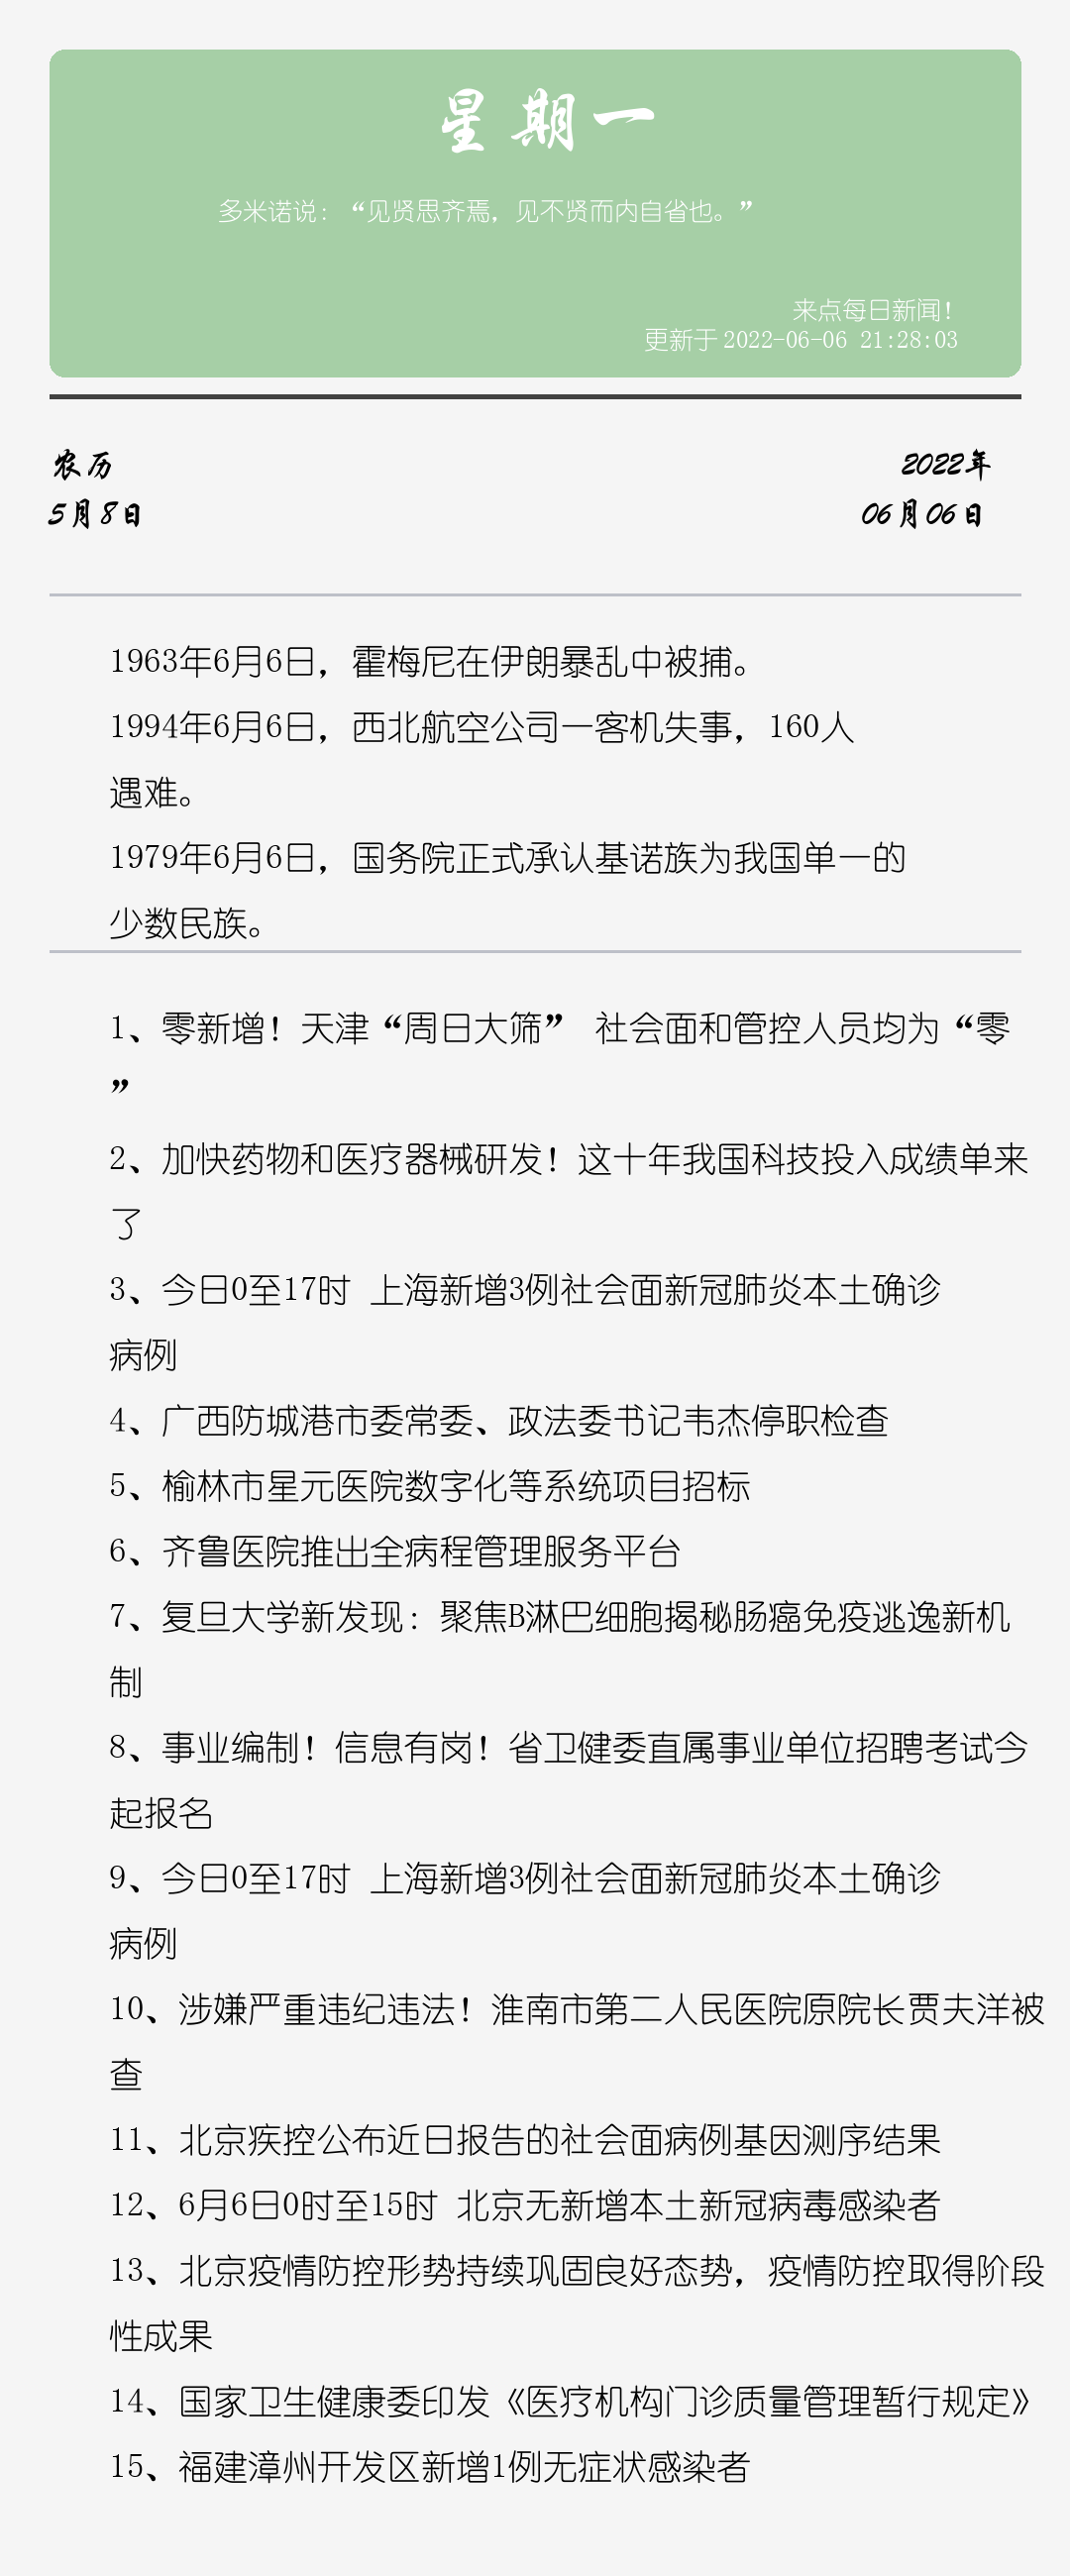 星期一
多米诺说：“见贤思齐焉，见不贤而内自省也。”
来点每日新闻！
更新于 2022-06-06 21:28:03
农历
2022年
5月8日
06月06日
1963年6月6日，霍梅尼在伊朗暴乱中被捕。
1994年6月6日，西北航空公司一客机失事，160人
遇难。
1979年6月6日，国务院正式承认基诺族为我国单一的
少数民族。
1、零新增！天津“周日大筛” 社会面和管控人员均为“零
”
2、加快药物和医疗器械研发！这十年我国科技投入成绩单来
了
3、今日0至17时 上海新增3例社会面新冠肺炎本土确诊
病例
4、广西防城港市委常委、政法委书记韦杰停职检查
5、榆林市星元医院数字化等系统项目招标
6、齐鲁医院推出全病程管理服务平台
7、复旦大学新发现：聚焦B淋巴细胞揭秘肠癌免疫逃逸新机
制
8、事业编制！信息有岗！省卫健委直属事业单位招聘考试今
起报名
9、今日0至17时 上海新增3例社会面新冠肺炎本土确诊
病例
10、涉嫌严重违纪违法！淮南市第二人民医院原院长贾夫洋被
查
11、北京疾控公布近日报告的社会面病例基因测序结果
12、6月6日0时至15时 北京无新增本土新冠病毒感染者
13、北京疫情防控形势持续巩固良好态势，疫情防控取得阶段
性成果
14、国家卫生健康委印发《医疗机构门诊质量管理暂行规定》
15、福建漳州开发区新增1例无症状感染者